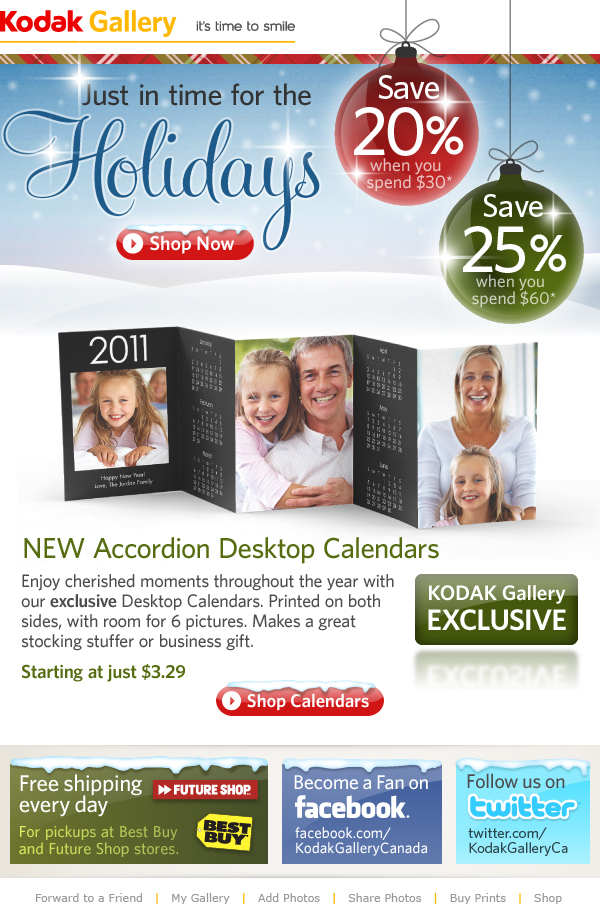 Kodak Gallery it's time to smile
Just in time for the
Holidays
Shop Now
Save
20%
when you
spend $30*
Save
25%
when you
spend $60*
2011
Happy New Year!
Love, The Jordan Family
January
February
March
April
May
June
NEW Accordion Desktop Calendars
Enjoy cherished moments throughout the year with
our exclusive Desktop Calendars. Printed on both
sides, with room for 6 pictures. Makes a great
stocking stuffer or business gift.
Starting at just $3.29
KODAK Gallery
EXCLUSIVE
Shop Calendars
Free shipping
every day
FUTURE SHOP
For pickups at Best Buy
and Future Shop stores.
BEST
BUY
Become a Fan on
facebook.
facebook.com/
KodakGalleryCanada
Follow us on
twitter
twitter.com/
KodakGalleryCa
Forward to a Friend | My Gallery | Add Photos | Share Photos | Buy Prints | Shop